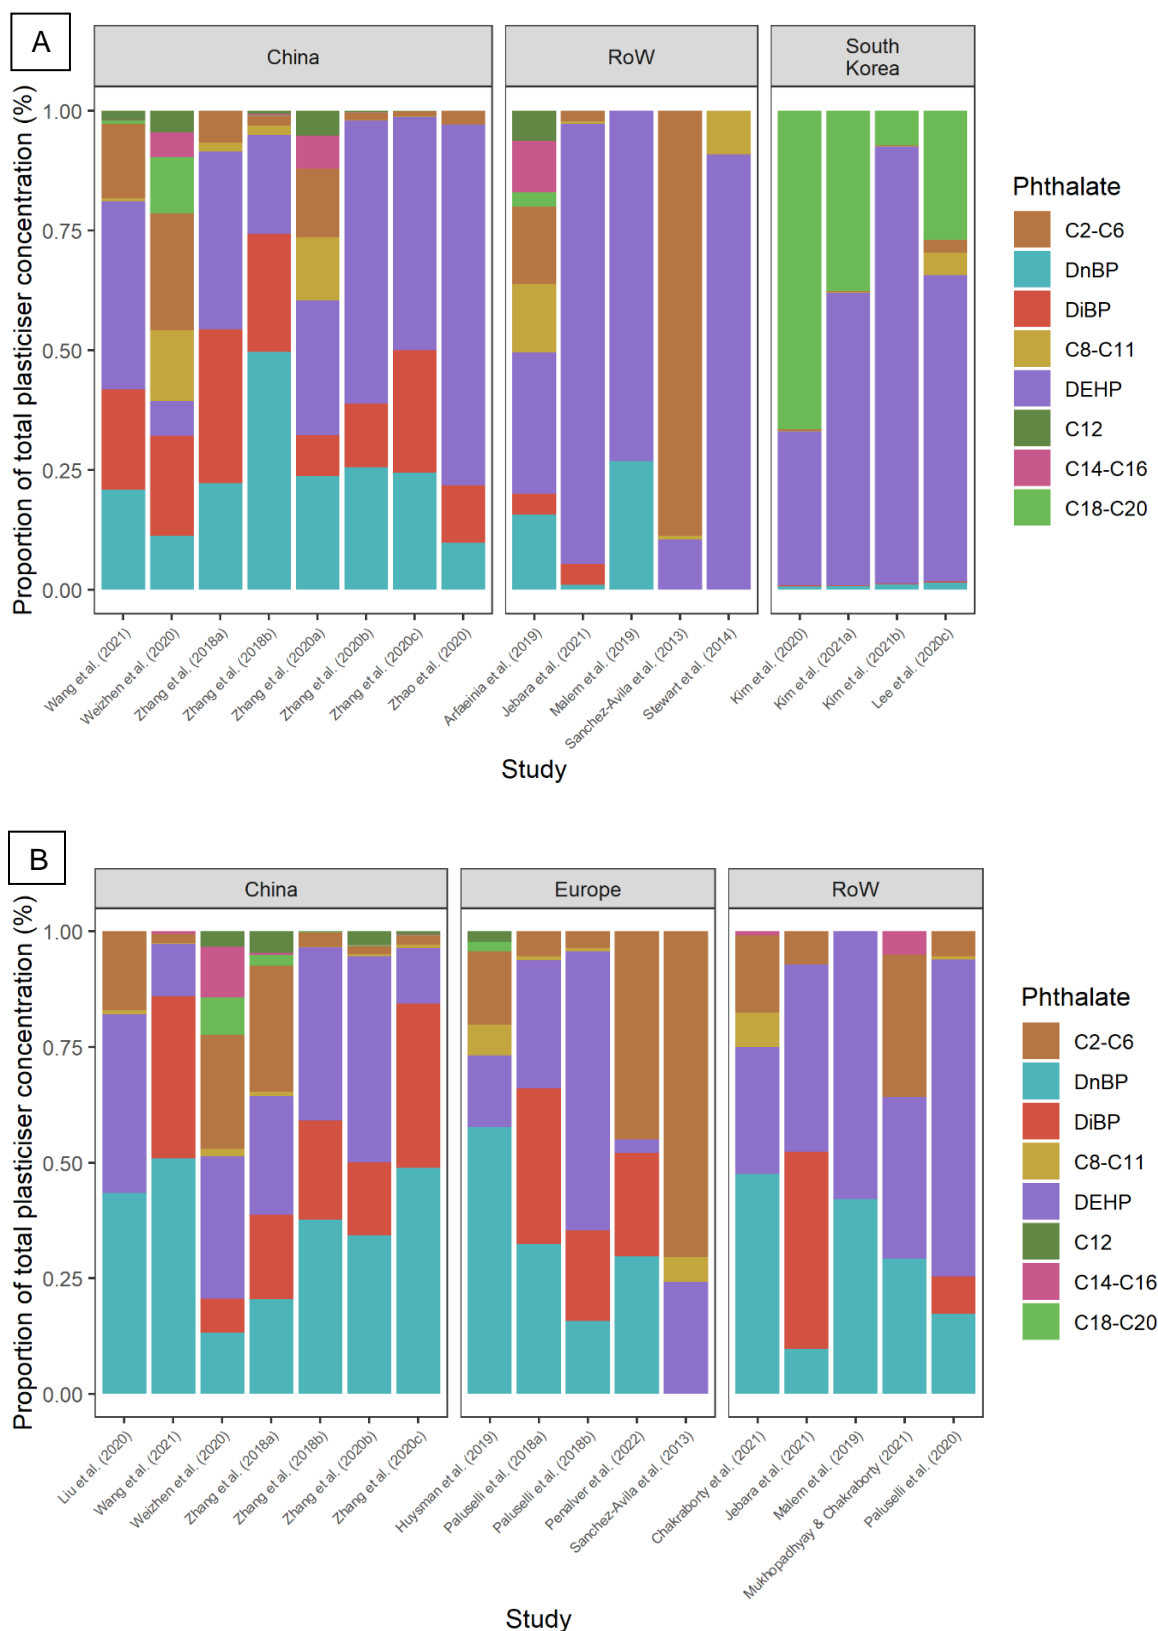 A
China
RoW
South
Korea
Proportion of total plasticiser concentration (%)
1.00
0.75
0.50
0.25
0.00
Wang et al. (2021)
Weizhen et al. (2020)
Zhang et al. (2018a)
Zhang et al. (2018b)
Zhang et al. (2020a)
Zhang et al. (2020b)
Zhang et al. (2020c)
Zhao et al. (2020)
Arfaeinia et al. (2019)
Jebara et al. (2021)
Malem et al. (2019)
Sanchez-Avila et al. (2013)
Stewart et al. (2014)
Kim et al. (2020)
Kim et al. (2021a)
Kim et al. (2021b)
Lee et al. (2020c)
Study
Phthalate
C2-C6
DnBP
DiBP
C8-C11
DEHP
C12
C14-C16
C18-C20
B
China
Europe
RoW
Proportion of total plasticiser concentration (%)
1.00
0.75
0.50
0.25
0.00
Liu et al. (2020)
Wang et al. (2021)
Weizhen et al. (2020)
Zhang et al. (2018a)
Zhang et al. (2018b)
Zhang et al. (2020b)
Zhang et al. (2020c)
Huysman et al. (2019)
Paluselli et al. (2018a)
Paluselli et al. (2018b)
Penalver et al. (2022)
Sanchez-Avila et al. (2013)
Chakraborty et al. (2021)
Jebara et al. (2021)
Malem et al. (2019)
Mukhopadhyay & Chakraborty (2021)
Paluselli et al. (2020)
Study
Phthalate
C2-C6
DnBP
DiBP
C8-C11
DEHP
C12
C14-C16
C18-C20